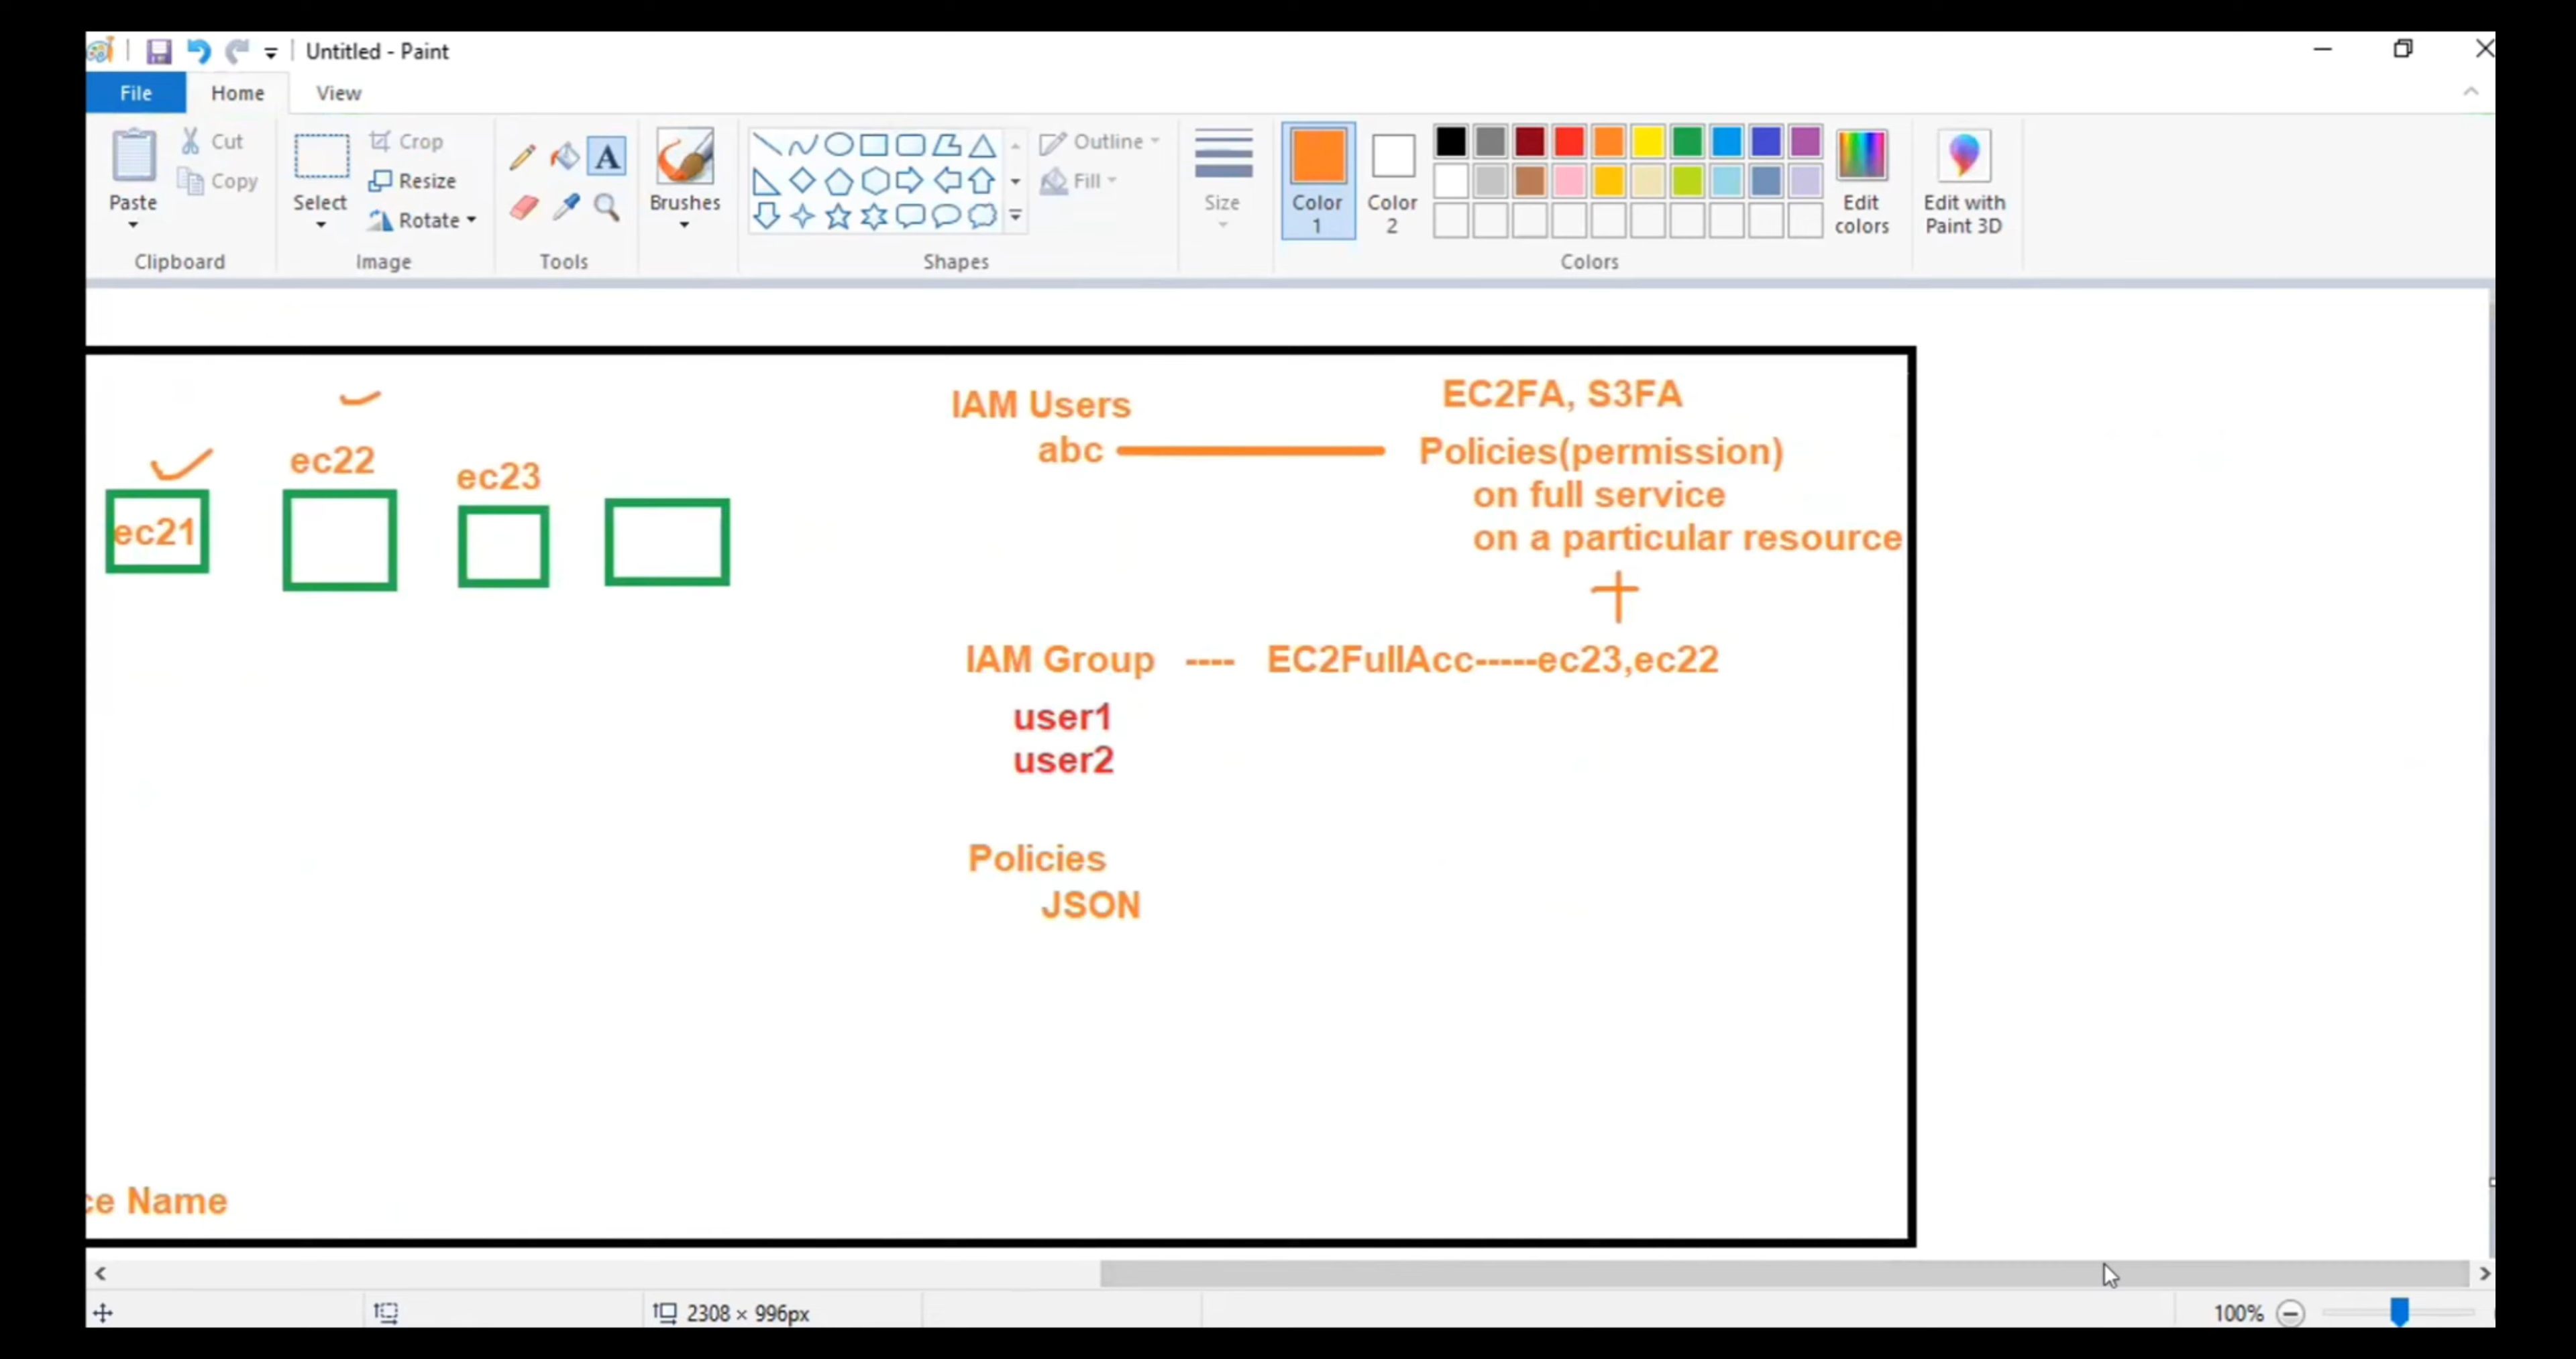 Untitled - Paint
File Home View
Paste
Cut
Copy
Clipboard
Select
Crop
Resize
Rotate
Image
A
Tools
Brushes
Outline
Fill
Shapes
Size
Color 1
Color 2
Edit colors
Colors
Edit with Paint 3D
ec21
ec22
ec23
IAM Users
abc
EC2FA, S3FA
Policies(permission)
on full service
on a particular resource
IAM Group ---- EC2FullAcc-----ec23,ec22
user1
user2
Policies
JSON
ce Name
2308 × 996px
100%